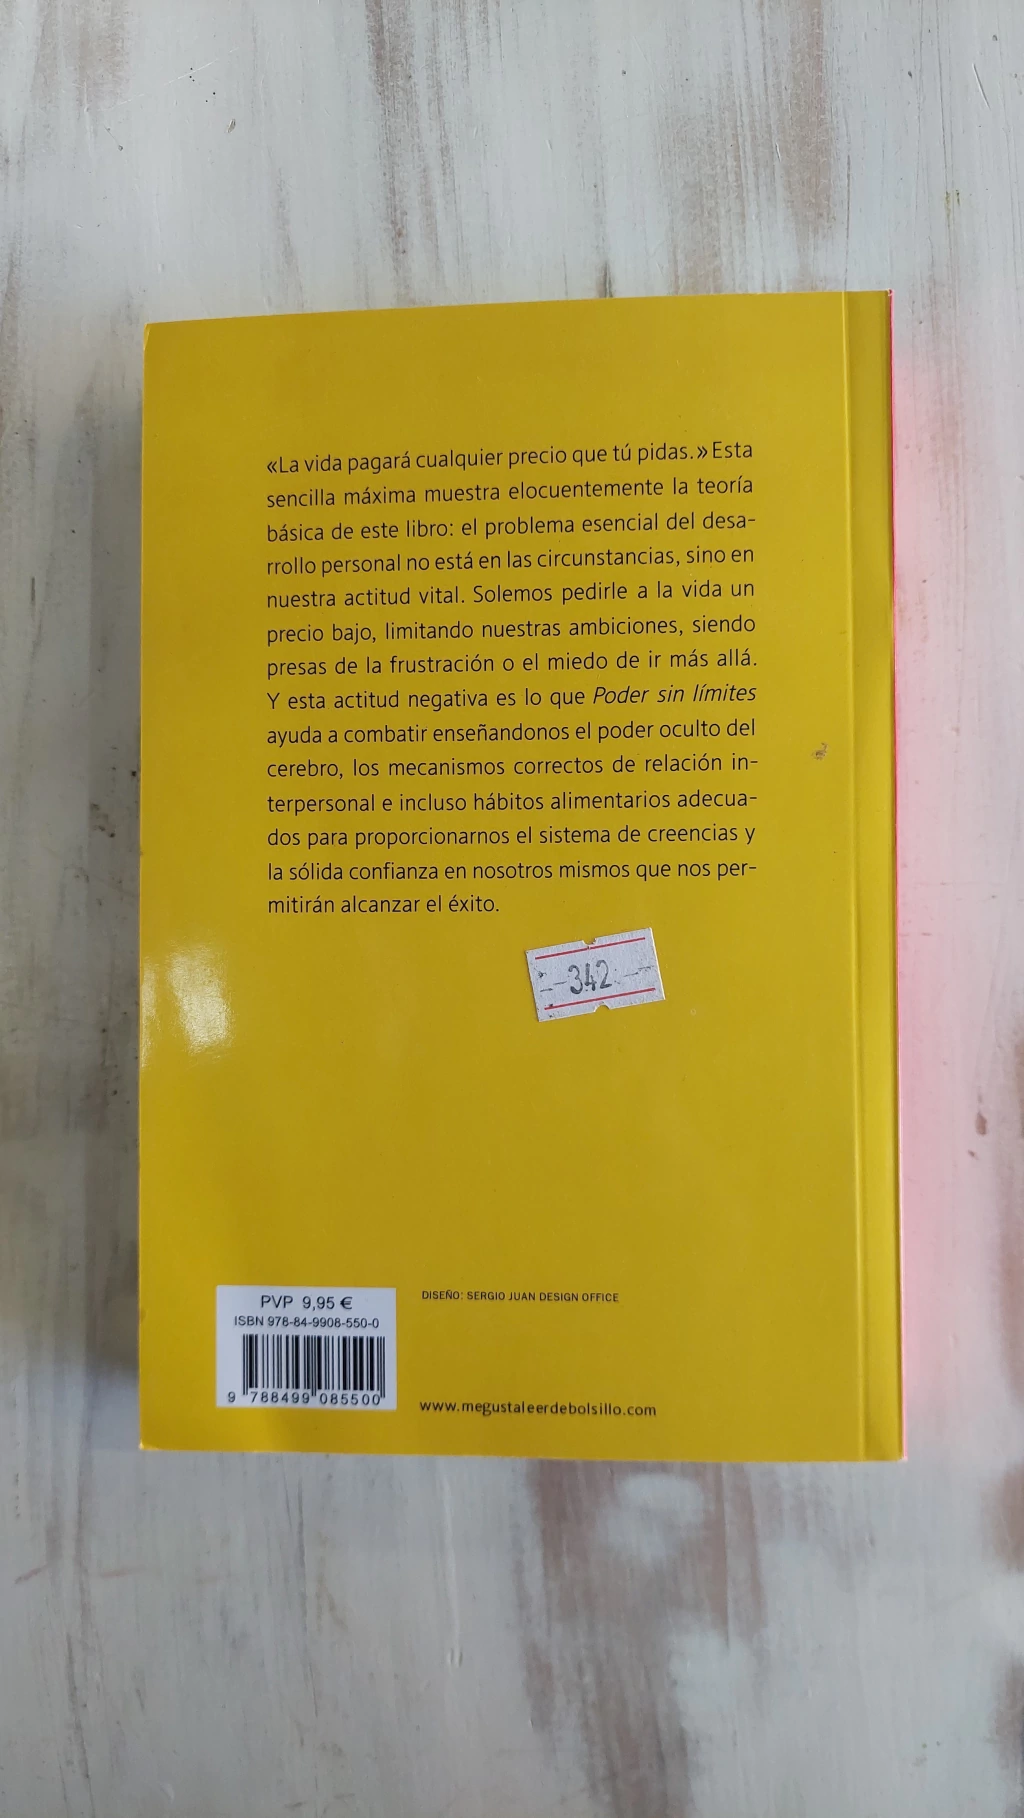 «La vida pagará cualquier precio que tú pidas.» Esta
sencilla máxima muestra elocuentemente la teoría
básica de este libro: el problema esencial del desa-
rrollo personal no está en las circunstancias, sino en
nuestra actitud vital. Solemos pedirle a la vida un
precio bajo, limitando nuestras ambiciones, siendo
presas de la frustración o el miedo de ir más allá.
Y esta actitud negativa es lo que Poder sin límites
ayuda a combatir enseñandonos el poder oculto del
cerebro, los mecanismos correctos de relación in-
terpersonal e incluso hábitos alimentarios adecua-
dos para proporcionarnos el sistema de creencias y
la sólida confianza en nosotros mismos que nos per-
mitirán alcanzar el éxito.
342
PVP 9,95 €
ISBN 978-84-9908-550-0
9 788499 085500
DISEÑO: SERGIO JUAN DESIGN OFFICE
www.megustaleerdebolsillo.com